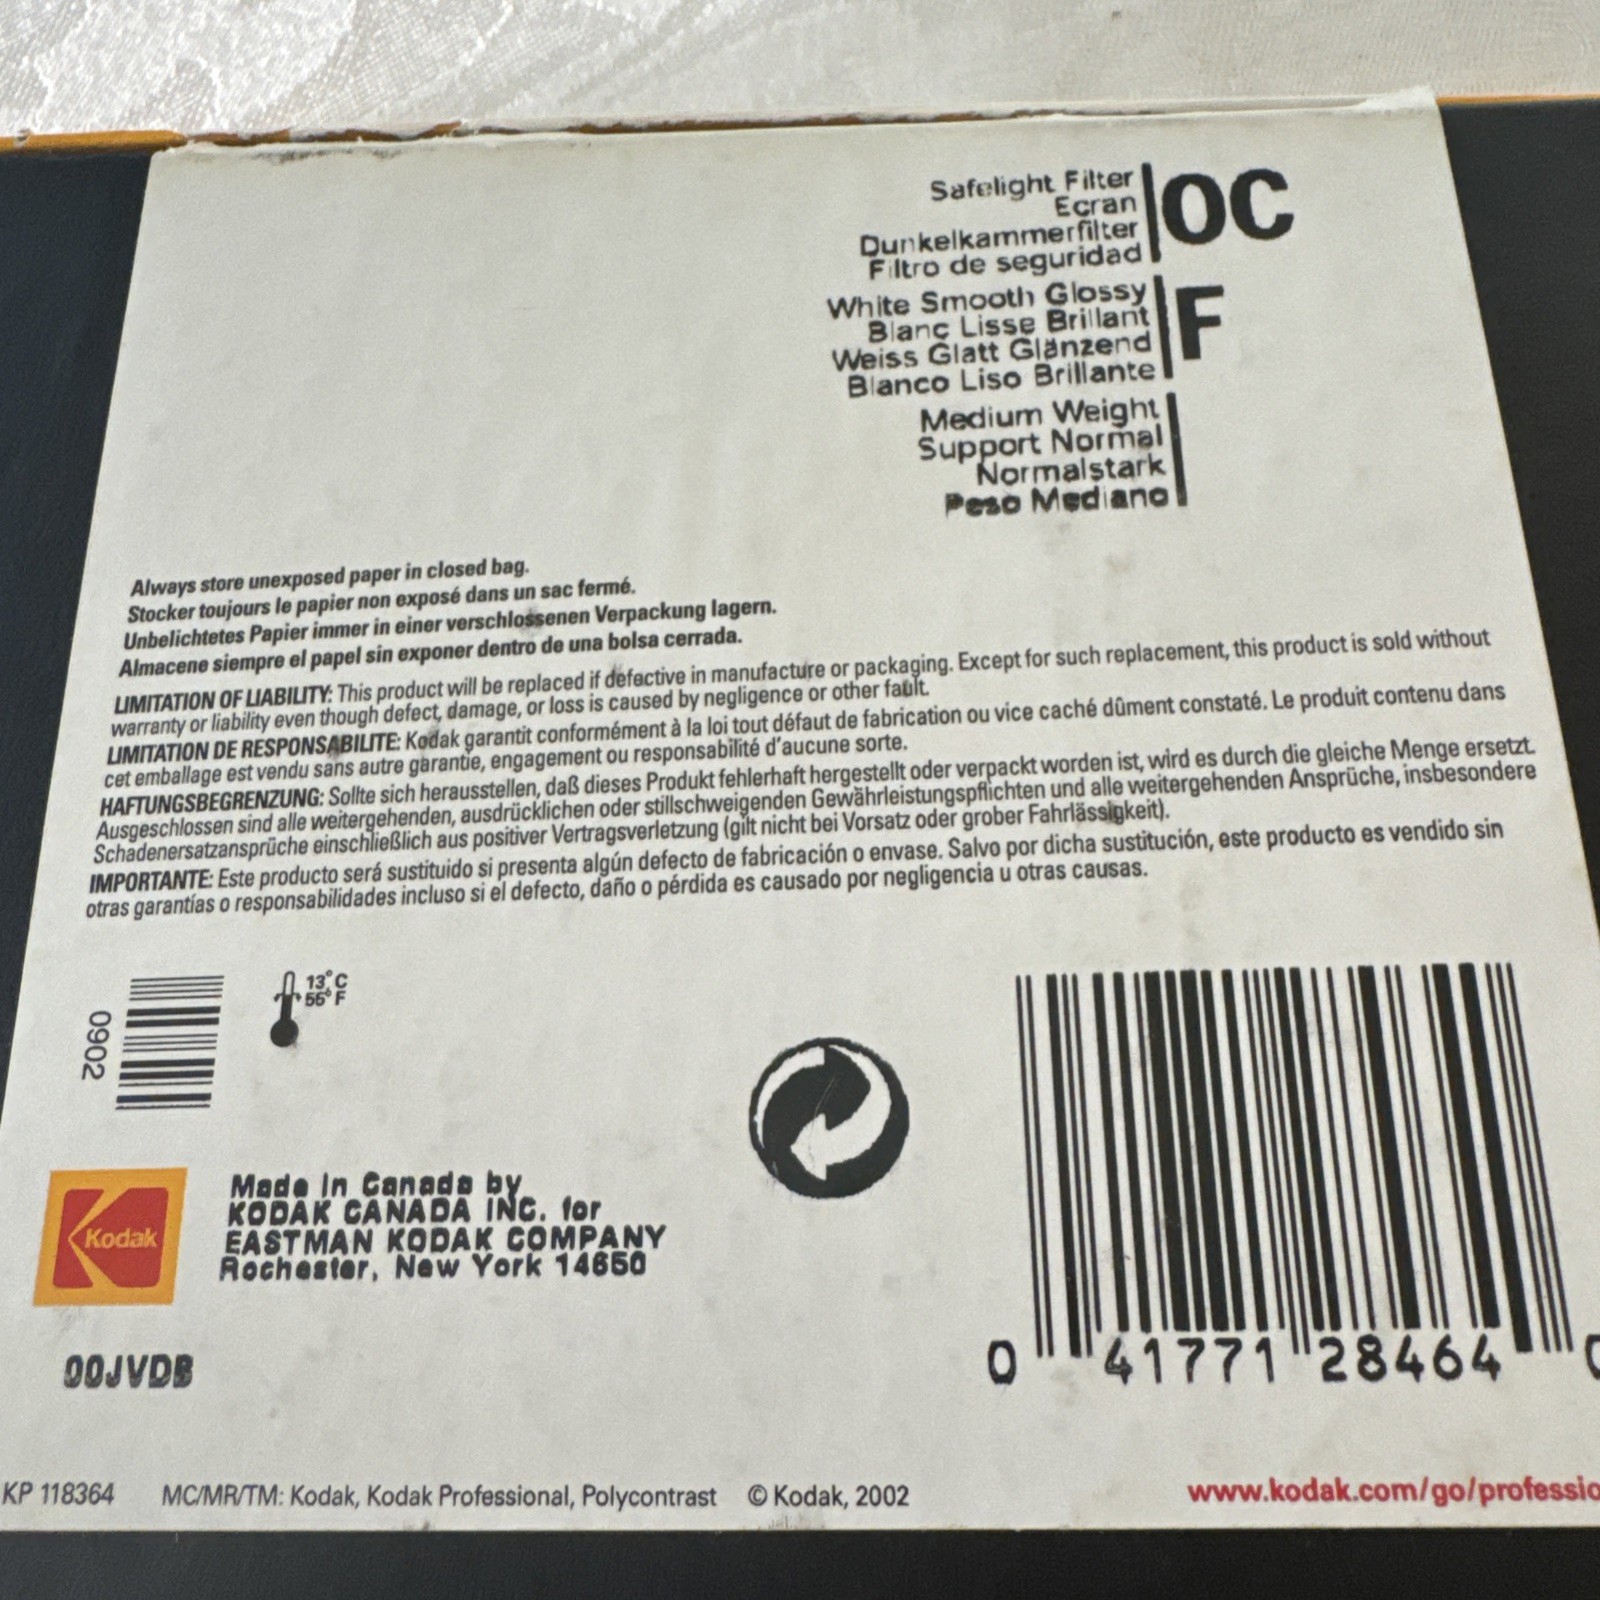 Safelight Filter
Ecran
Dunkelkammerfilter
Filtro de seguridad
OC
White Smooth Glossy
Blanc Lisse Brillant
Weiss Glatt Glänzend
Blanco Liso Brillante
F
Medium Weight
Support Normal
Normalstark
Peso Mediano
Always store unexposed paper in closed bag.
Stocker toujours le papier non exposé dans un sac fermé.
Unbelichtetes Papier immer in einer verschlossenen Verpackung lagern.
Almacene siempre el papel sin exponer dentro de una bolsa cerrada.
LIMITATION OF LIABILITY: This product will be replaced if defective in manufacture or packaging. Except for such replacement, this product is sold without
warranty or liability even though defect, damage, or loss is caused by negligence or other fault.
LIMITATION DE RESPONSABILITE: Kodak garantit conformément à la loi tout défaut de fabrication ou vice caché dûment constaté. Le produit contenu dans
cet emballage est vendu sans autre garantie, engagement ou responsabilité d'aucune sorte.
HAFTUNGSBEGRENZUNG: Sollte sich herausstellen, daß dieses Produkt fehlerhaft hergestellt oder verpackt worden ist, wird es durch die gleiche Menge ersetzt.
Ausgeschlossen sind alle weitergehenden, ausdrücklichen oder stillschweigenden Gewährleistungspflichten und alle weitergehenden Ansprüche, insbesondere
Schadenersatzansprüche einschließlich aus positiver Vertragsverletzung (gilt nicht bei Vorsatz oder grober Fahrlässigkeit).
IMPORTANTE: Este producto será sustituido si presenta algún defecto de fabricación o envase. Salvo por dicha sustitución, este producto es vendido sin
otras garantías o responsabilidades incluso si el defecto, daño o pérdida es causado por negligencia u otras causas.
0902
13°C
55°F
Kodak
Made In Canada by
KODAK CANADA INC. for
EASTMAN KODAK COMPANY
Rochester, New York 14650
00JVDB
0 41771 28464 0
KP 118364 MC/MR/TM: Kodak, Kodak Professional, Polycontrast © Kodak, 2002
www.kodak.com/go/professio